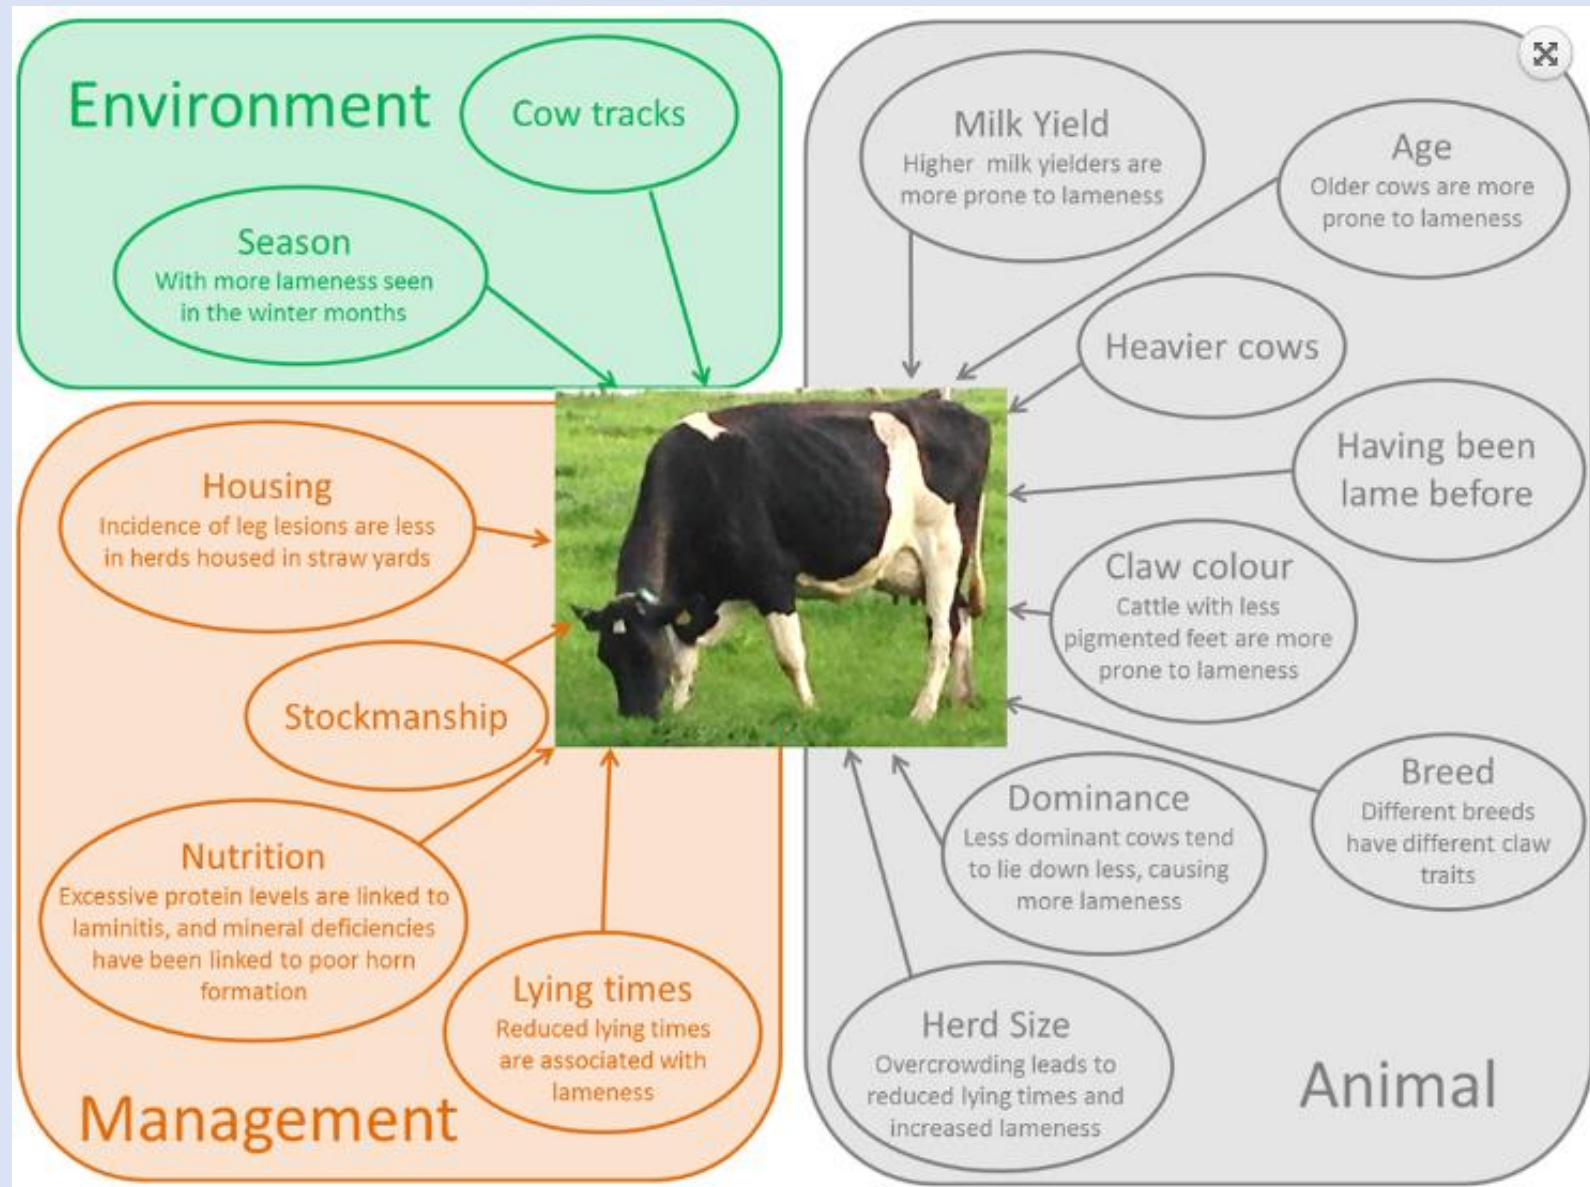 Environment
Cow tracks
Season
With more lameness seen
in the winter months
Milk Yield
Higher milk yielders are
more prone to lameness
Age
Older cows are more
prone to lameness
Heavier cows
Having been
lame before
Claw colour
Cattle with less
pigmented feet are more
prone to lameness
Breed
Different breeds
have different claw
traits
Dominance
Less dominant cows tend
to lie down less, causing
more lameness
Herd Size
Overcrowding leads to
reduced lying times and
increased lameness
Animal
Housing
Incidence of leg lesions are less
in herds housed in straw yards
Stockmanship
Nutrition
Excessive protein levels are linked to
laminitis, and mineral deficiencies
have been linked to poor horn
formation
Lying times
Reduced lying times
are associated with
lameness
Management